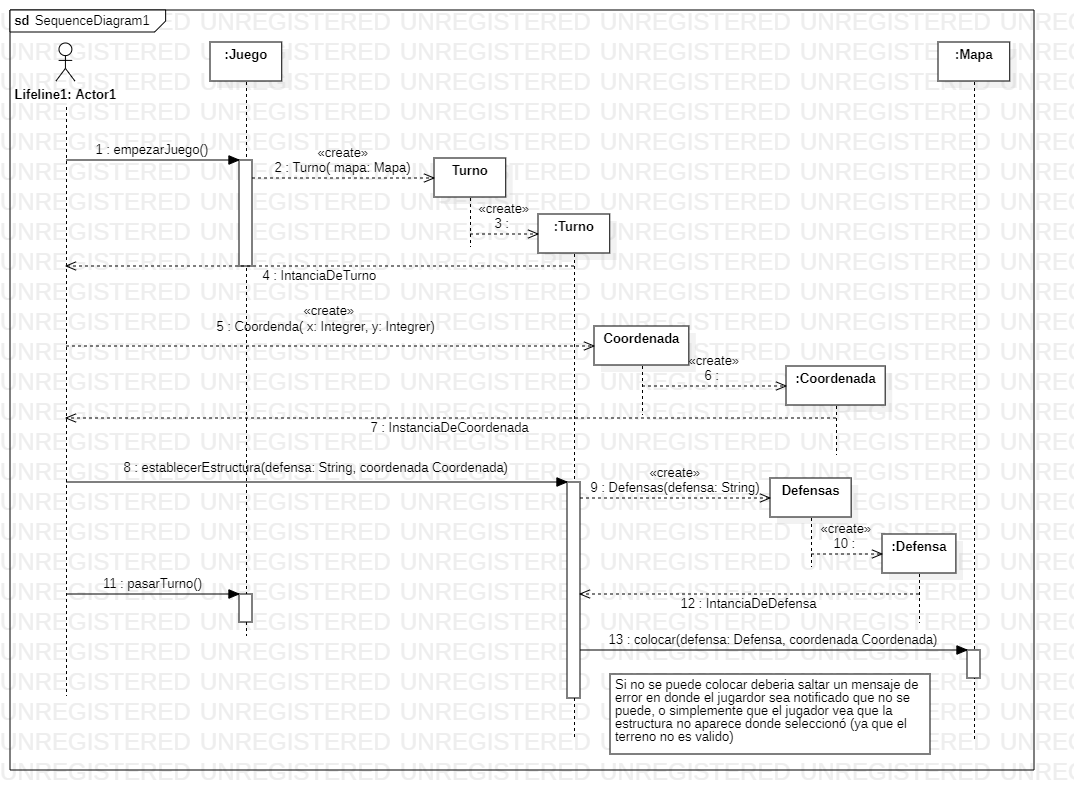 sd SequenceDiagram1
:Juego
:Mapa
Lifeline1: Actor1
1 : empezarJuego()
«create»
2 : Turno( mapa: Mapa)
Turno
«create»
3 :
:Turno
4 : IntanciaDeTurno
«create»
5 : Coordenda( x: Integrer, y: Integrer)
Coordenada
«create»
6 :
:Coordenada
7 : InstanciaDeCoordenada
8 : establecerEstructura(defensa: String, coordenada Coordenada)
«create»
9 : Defensas(defensa: String)
Defensas
«create»
10 :
:Defensa
11 : pasarTurno()
12 : IntanciaDeDefensa
13 : colocar(defensa: Defensa, coordenada Coordenada)
Si no se puede colocar deberia saltar un mensaje de
error en donde el jugardor sea notificado que no se
puede, o simplemente que el jugador vea que la
estructura no aparece donde seleccionó (ya que el
terreno no es valido)
UNREGISTERED